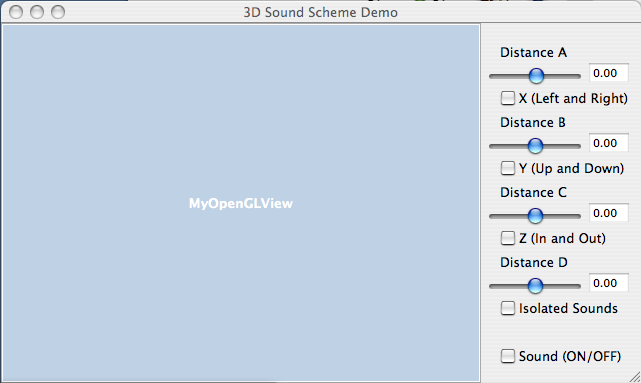 3D Sound Scheme Demo
MyOpenGLView
Distance A
0.00
X (Left and Right)
Distance B
0.00
Y (Up and Down)
Distance C
0.00
Z (In and Out)
Distance D
0.00
Isolated Sounds
Sound (ON/OFF)